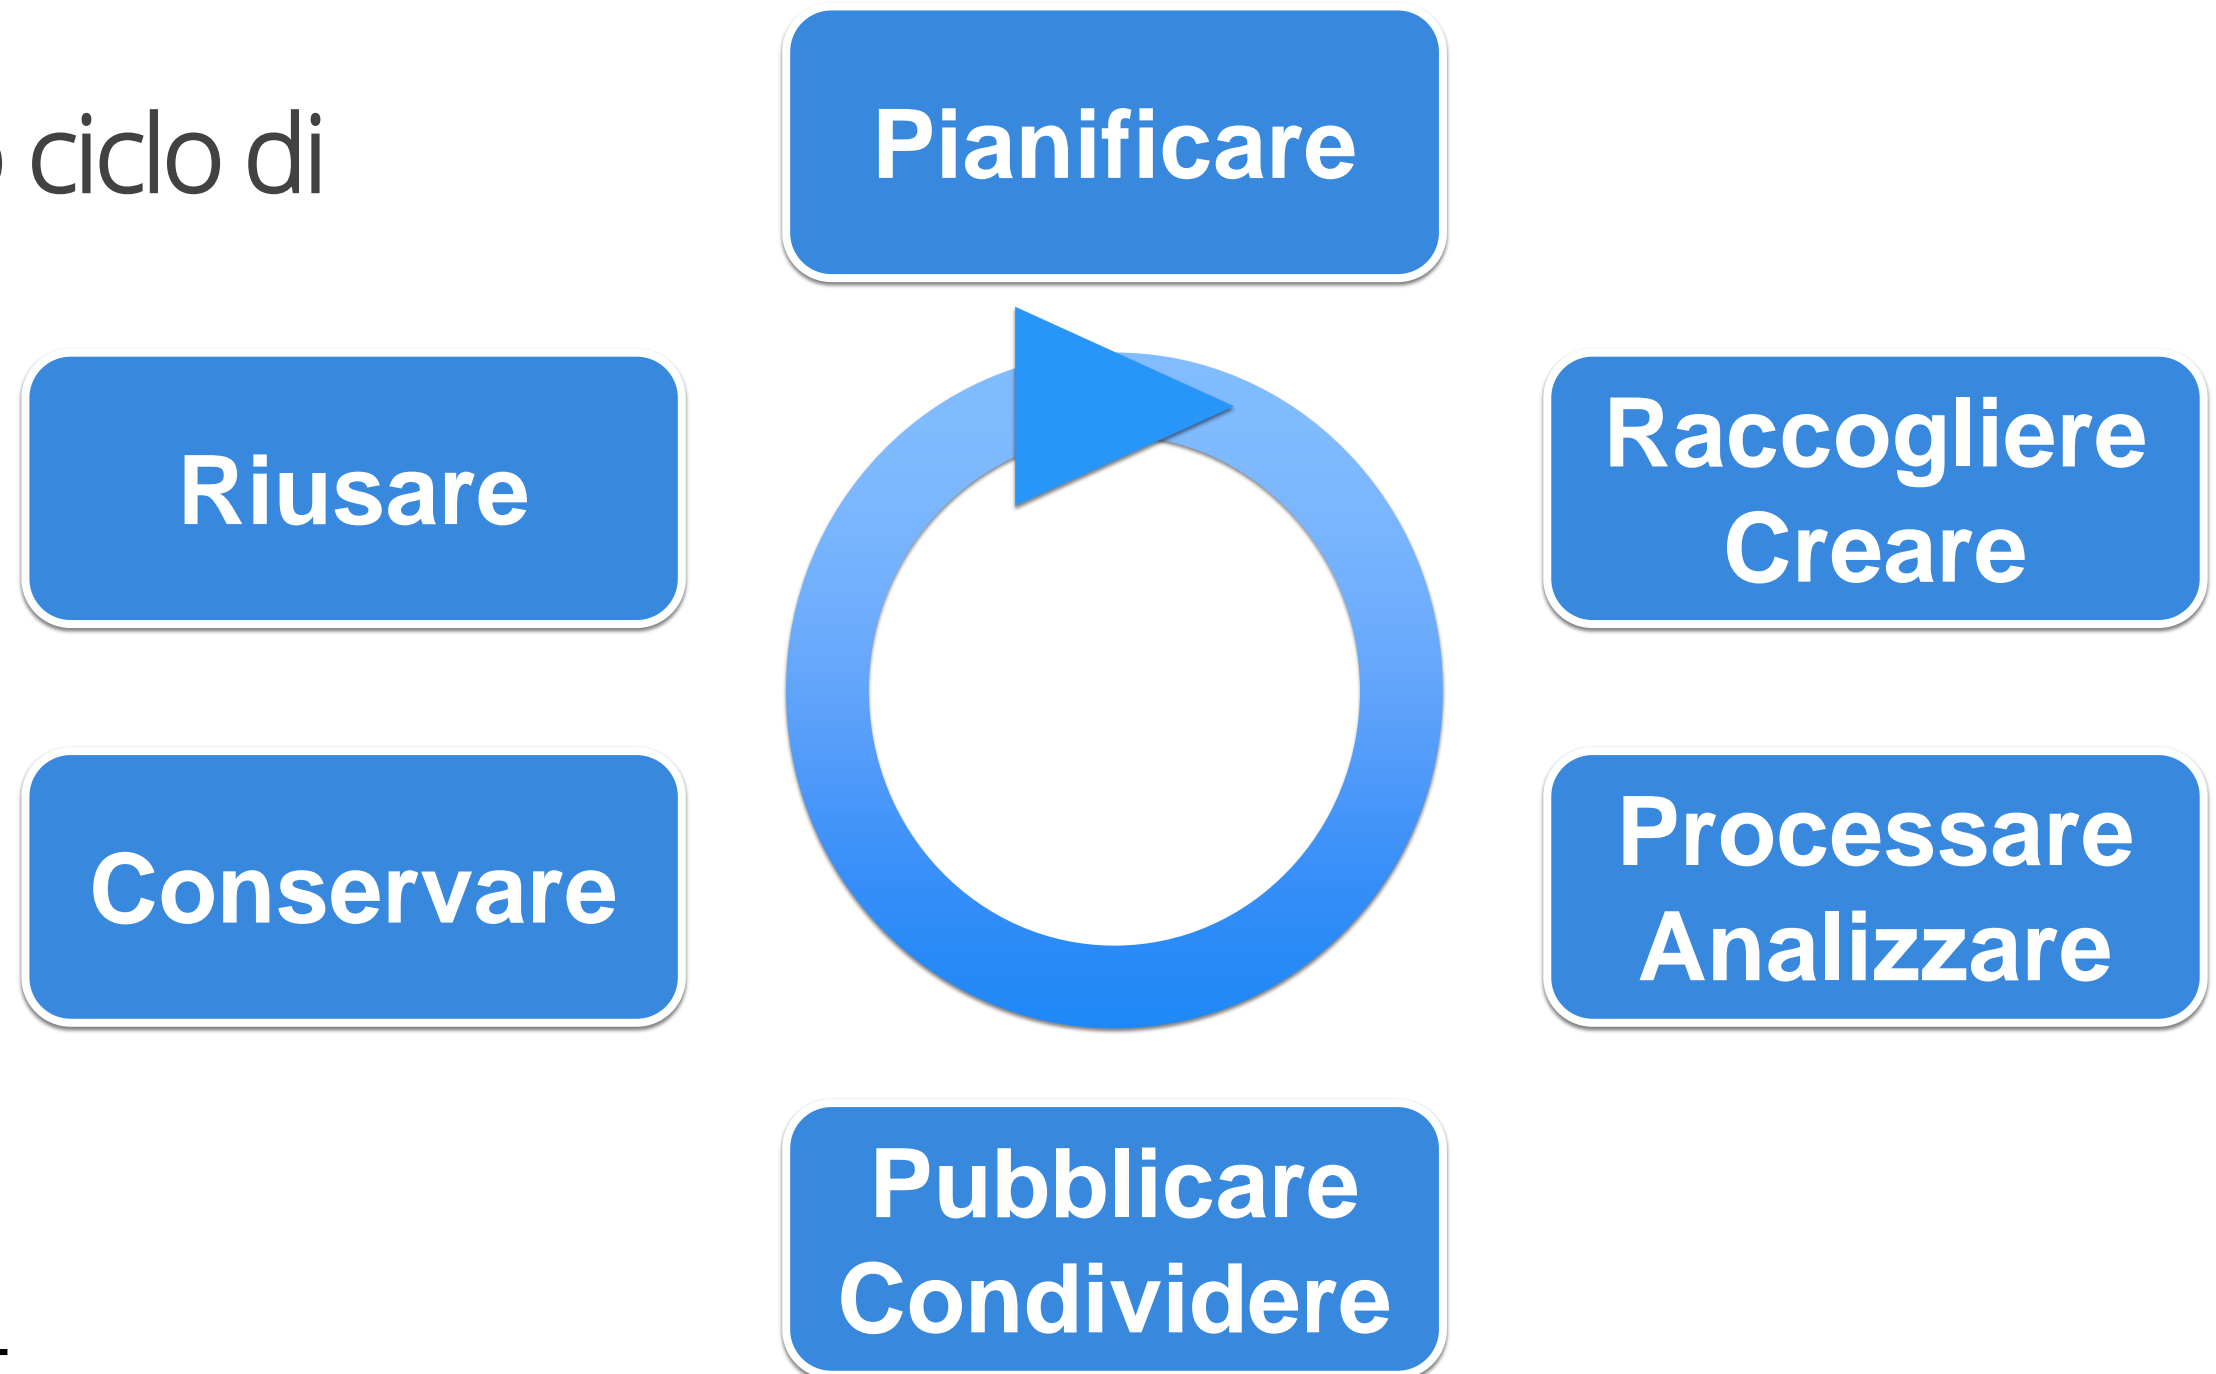 ciclo di
Pianificare
Raccogliere
Creare
Processare
Analizzare
Pubblicare
Condividere
Conservare
Riusare